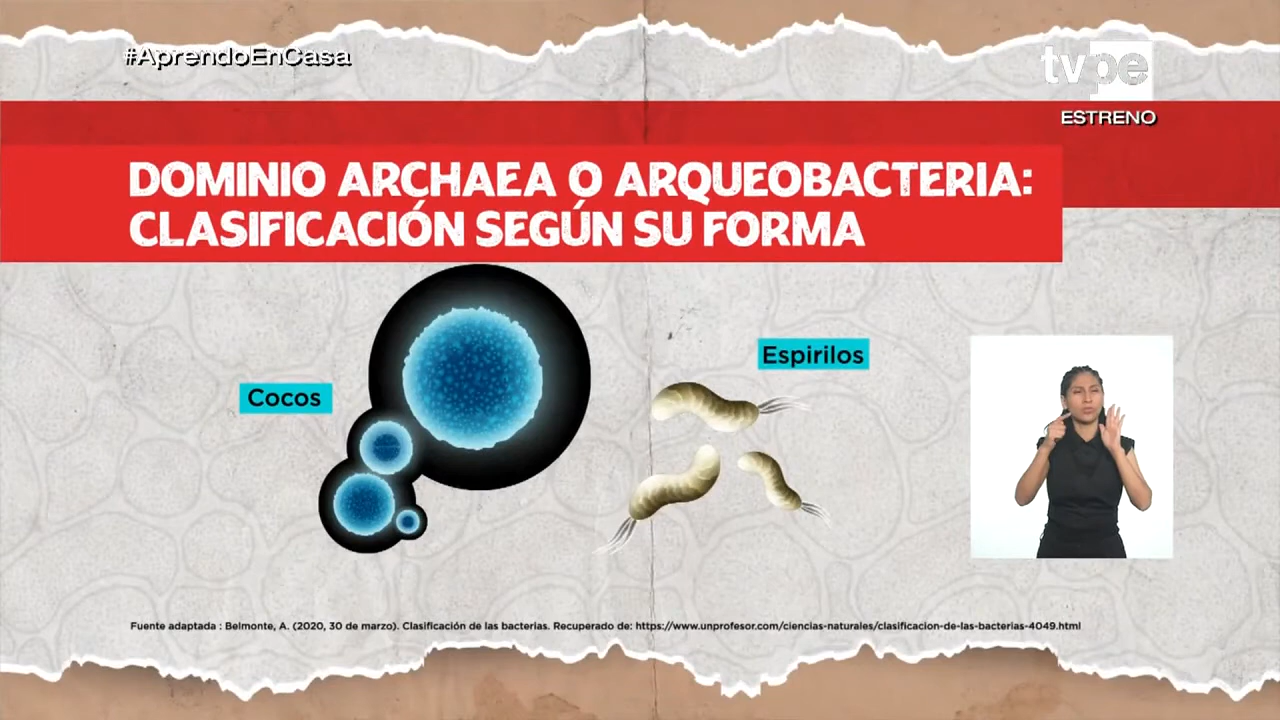 #AprendoEnCasa
tvpe
ESTRENO
DOMINIO ARCHAEA O ARQUEOBACTERIA:
CLASIFICACIÓN SEGÚN SU FORMA
Cocos
Espirilos
Fuente adaptada : Belmonte, A. (2020, 30 de marzo). Clasificación de las bacterias. Recuperado de: https://www.unprofesor.com/ciencias-naturales/clasificacion-de-las-bacterias-4049.html